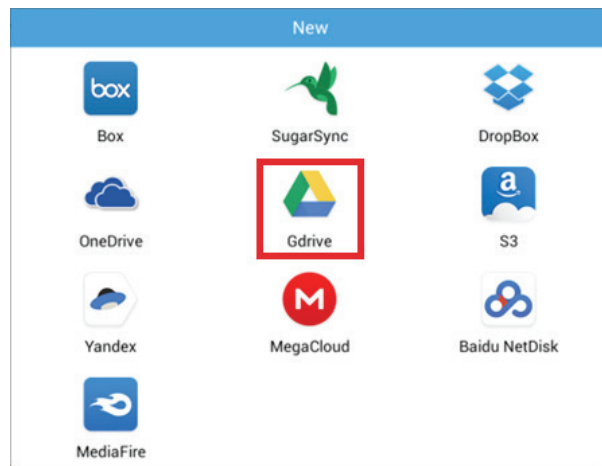 New
box
Box
SugarSync
DropBox
OneDrive
Gdrive
a
S3
Yandex
M
MegaCloud
Baidu NetDisk
MediaFire